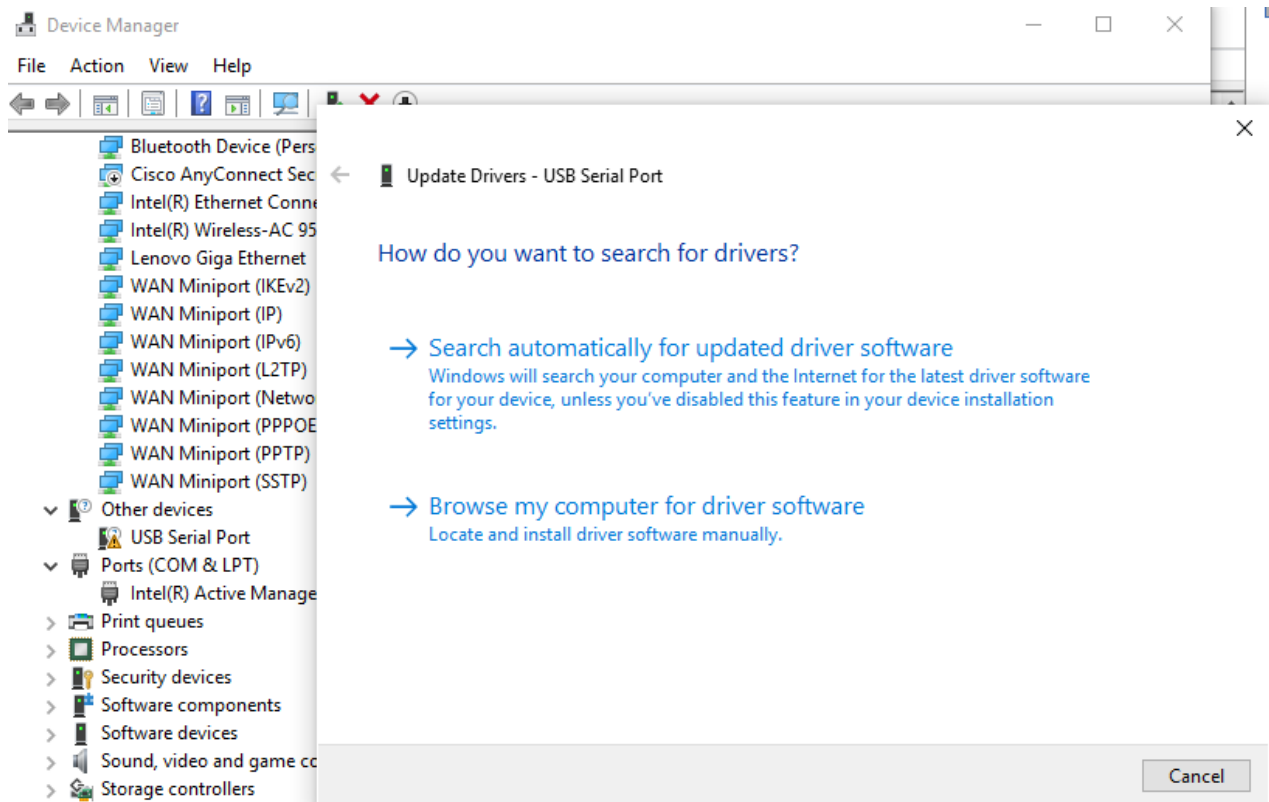 Device Manager
File Action View Help
Bluetooth Device (Pers
Cisco AnyConnect Sec
Intel(R) Ethernet Conne
Intel(R) Wireless-AC 95
Lenovo Giga Ethernet
WAN Miniport (IKEv2)
WAN Miniport (IP)
WAN Miniport (IPv6)
WAN Miniport (L2TP)
WAN Miniport (Netwo
WAN Miniport (PPPOE
WAN Miniport (PPTP)
WAN Miniport (SSTP)
Other devices
USB Serial Port
Ports (COM & LPT)
Intel(R) Active Manage
Print queues
Processors
Security devices
Software components
Software devices
Sound, video and game co
Storage controllers
Update Drivers - USB Serial Port
How do you want to search for drivers?
Search automatically for updated driver software
Windows will search your computer and the Internet for the latest driver software
for your device, unless you've disabled this feature in your device installation
settings.
Browse my computer for driver software
Locate and install driver software manually.
Cancel